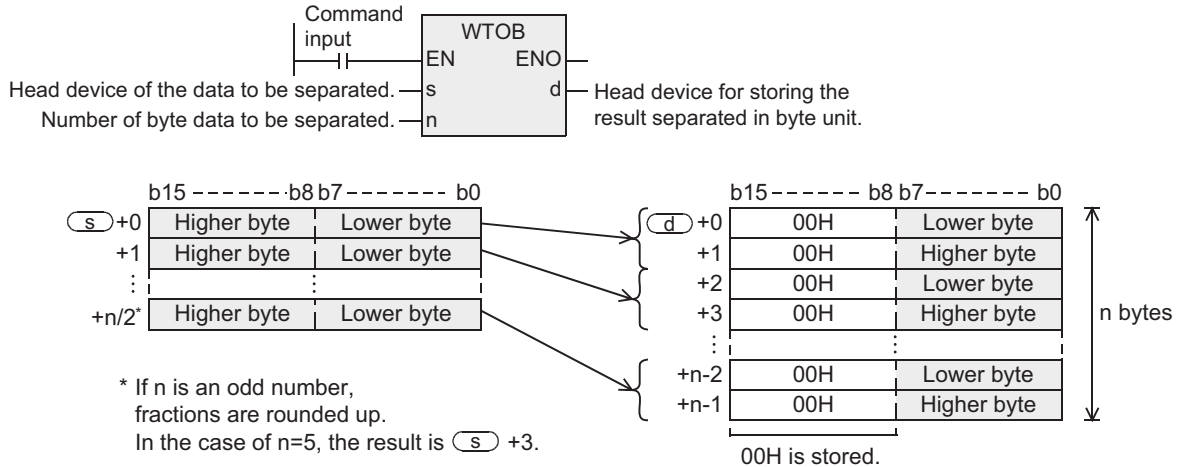 Command
input
WTOB
EN ENO
Head device of the data to be separated. s d Head device for storing the
Number of byte data to be separated. n result separated in byte unit.
b15 b8 b7 b0 b15 b8 b7 b0
s +0 Higher byte Lower byte d +0 00H Lower byte
+1 Higher byte Lower byte +1 00H Higher byte
+2 00H Lower byte
+n/2* Higher byte Lower byte +3 00H Higher byte n bytes
+n-2 00H Lower byte
+n-1 00H Higher byte
* If n is an odd number,
fractions are rounded up.
In the case of n=5, the result is s +3.
00H is stored.